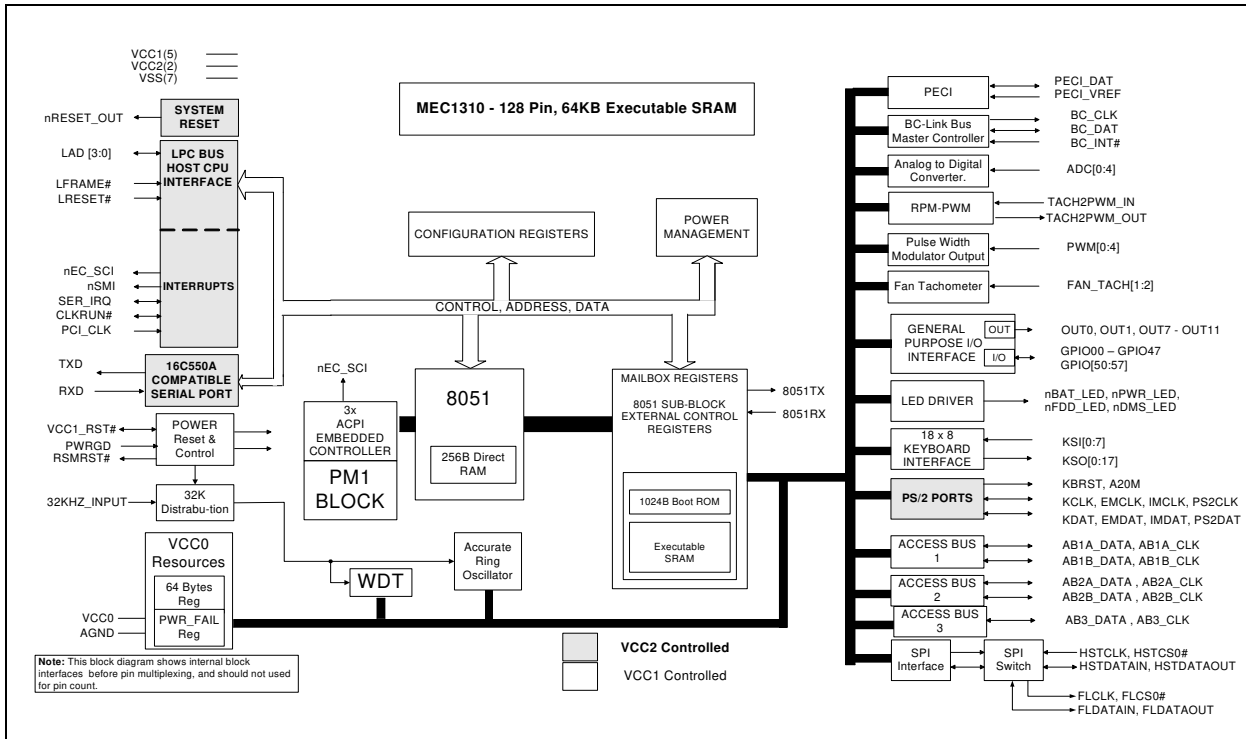 VCC1(5)
VCC2(2)
VSS(7)
MEC1310 - 128 Pin, 64KB Executable SRAM
nRESET_OUT
SYSTEM
RESET
LAD [3:0]
LFRAME#
LRESET#
LPC BUS
HOST CPU
INTERFACE
nEC_SCI
nSMI
SER_IRQ
CLKRUN#
PCI_CLK
INTERRUPTS
TXD
RXD
16C550A
COMPATIBLE
SERIAL PORT
VCC1_RST#
PWRGD
RSMRST#
POWER
Reset &
Control
32KHZ_INPUT
32K
Distrabu-tion
VCC0
Resources
64 Bytes
Reg
PWR_FAIL
Reg
VCC0
AGND
Note: This block diagram shows internal block
interfaces before pin multiplexing, and should not used
for pin count.
CONFIGURATION REGISTERS
POWER
MANAGEMENT
CONTROL, ADDRESS, DATA
nEC_SCI
3x
ACPI
EMBEDDED
CONTROLLER
PM1
BLOCK
8051
256B Direct
RAM
MAILBOX REGISTERS
8051 SUB-BLOCK
EXTERNAL CONTROL
REGISTERS
1024B Boot ROM
Executable
SRAM
8051TX
8051RX
WDT
Accurate
Ring
Oscillator
VCC2 Controlled
VCC1 Controlled
PECI
PECI_DAT
PECI_VREF
BC-Link Bus
Master Controller
BC_CLK
BC_DAT
BC_INT#
Analog to Digital
Converter.
ADC[0:4]
RPM-PWM
TACH2PWM_IN
TACH2PWM_OUT
Pulse Width
Modulator Output
PWM[0:4]
Fan Tachometer
FAN_TACH[1:2]
GENERAL
PURPOSE I/O
INTERFACE
OUT
I/O
OUT0, OUT1, OUT7 - OUT11
GPIO00 – GPIO47
GPIO[50:57]
LED DRIVER
nBAT_LED, nPWR_LED,
nFDD_LED, nDMS_LED
18 x 8
KEYBOARD
INTERFACE
KSI[0:7]
KSO[0:17]
PS/2 PORTS
KBRST, A20M
KCLK, EMCLK, IMCLK, PS2CLK
KDAT, EMDAT, IMDAT, PS2DAT
ACCESS BUS
1
AB1A_DATA, AB1A_CLK
AB1B_DATA, AB1B_CLK
ACCESS BUS
2
AB2A_DATA , AB2A_CLK
AB2B_DATA, AB2B_CLK
ACCESS BUS
3
AB3_DATA , AB3_CLK
SPI
Interface
SPI
Switch
HSTCLK, HSTCS0#
HSTDATAIN, HSTDATAOUT
FLCLK, FLCS0#
FLDATAIN, FLDATAOUT